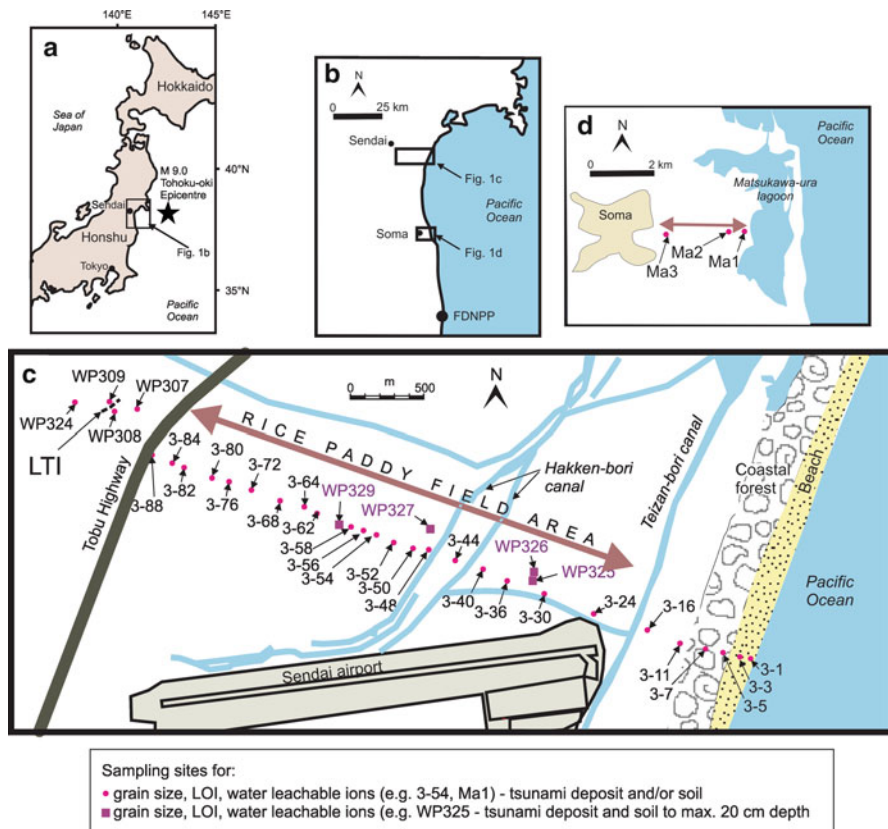 140°E 145°E
a
Hokkaido
Sea of
Japan
40°N
M 9.0
Tohoku-oki
Epicentre
Sendai
Honshu
Fig. 1b
Tokyo
35°N
Pacific
Ocean
b
N
25 km
Sendai
Fig. 1c
Pacific
Ocean
Soma
Fig. 1d
FDNPP
d
N
Pacific
Ocean
2 km
Matsukawa-ura
lagoon
Soma
Ma2
Ma3
Ma1
c
WP309
WP307
WP324
WP308
LTI
m
0 500
N
RICE PADDY FIELD AREA
3-84
3-80
3-72
3-64
3-88
3-82
3-76
3-68
3-62
WP329
WP327
3-58
3-56
3-54
3-52
3-50
3-48
3-44
3-40
3-36
WP326
WP325
3-30
3-24
3-16
3-11
3-7
3-1
3-3
3-5
Hakken-bori
canal
Teizan-bori canal
Coastal
forest
Beach
Pacific
Ocean
Tobu Highway
Sendai airport
Sampling sites for:
grain size, LOI, water leachable ions (e.g. 3-54, Ma1) - tsunami deposit and/or soil
grain size, LOI, water leachable ions (e.g. WP325 - tsunami deposit and soil to max. 20 cm depth